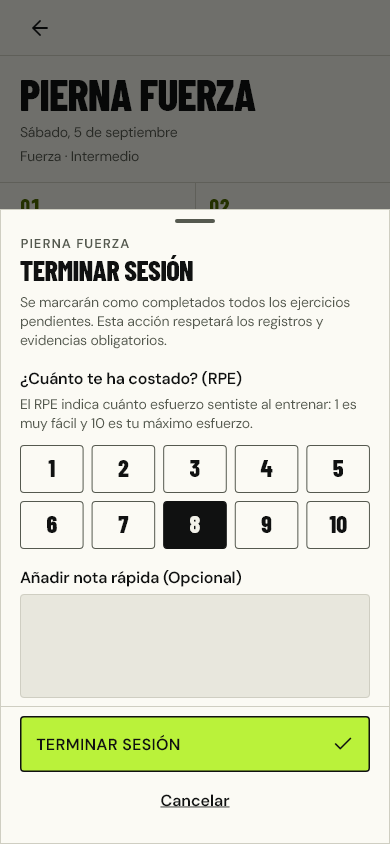 PIERNA FUERZA
Sábado, 5 de septiembre
Fuerza · Intermedio
01
02
PIERNA FUERZA
TERMINAR SESIÓN
Se marcarán como completados todos los ejercicios
pendientes. Esta acción respetará los registros y
evidencias obligatorios.
¿Cuánto te ha costado? (RPE)
El RPE indica cuánto esfuerzo sentiste al entrenar: 1 es
muy fácil y 10 es tu máximo esfuerzo.
1 2 3 4 5
6 7 8 9 10
Añadir nota rápida (Opcional)
TERMINAR SESIÓN
Cancelar